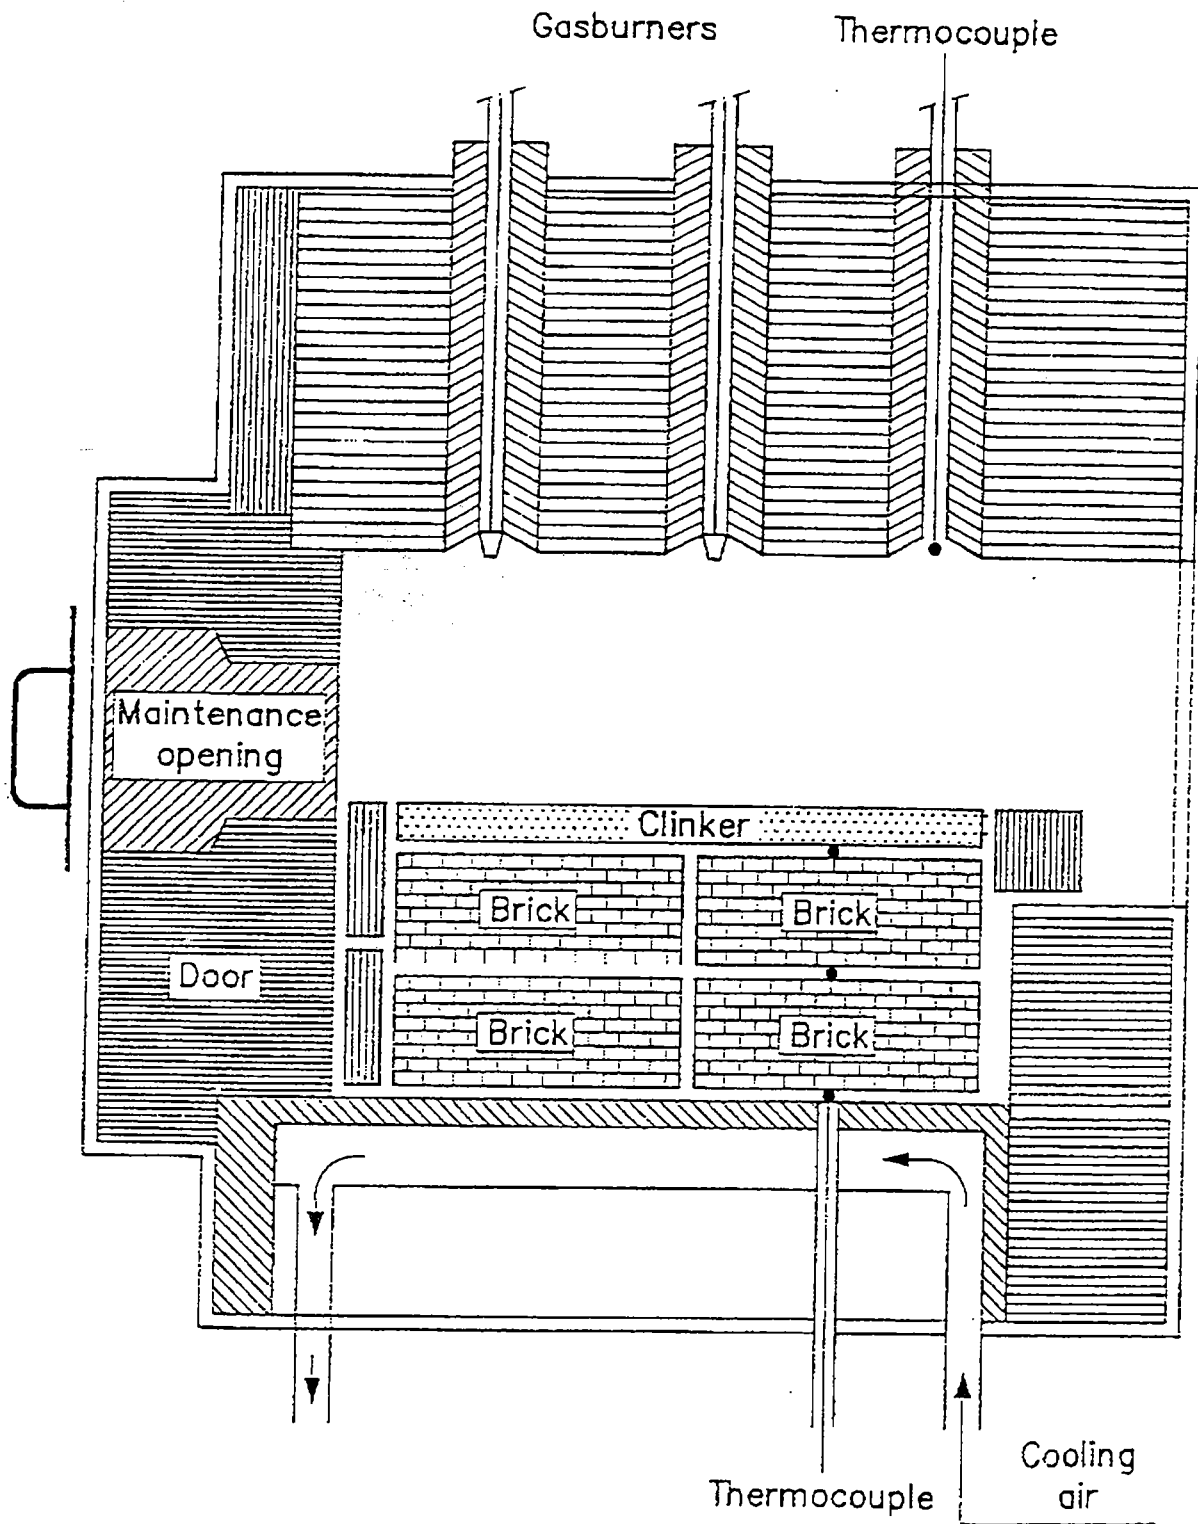 Gasburners
Thermocouple
Maintenance
opening
Clinker
Brick
Brick
Door
Brick
Brick
Thermocouple
Cooling
air